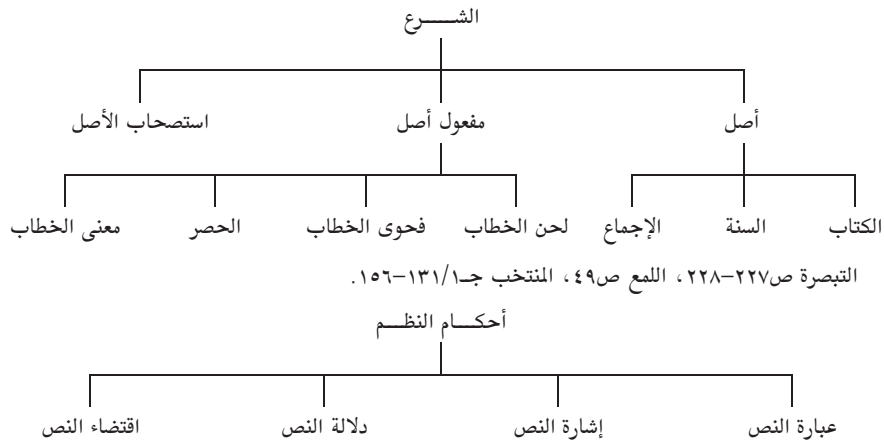 الشـــــرع
أصل مفعول أصل استصحاب الأصل
الكتاب السنة الإجماع لحن الخطاب فحوى الخطاب الحصر معنى الخطاب
التبصرة ص٢٢٧–٢٢٨، اللمع ص٤٩، المنتخب جـ١/١٣١–١٥٦.
أحكـــام النظـــم
عبارة النص إشارة النص دلالة النص اقتضاء النص